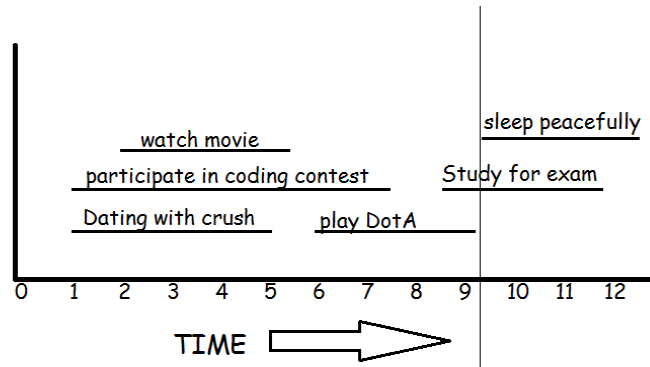 sleep peacefully
watch movie
participate in coding contest
Study for exam
Dating with crush
play DotA
0 1 2 3 4 5 6 7 8 9 10 11 12
TIME